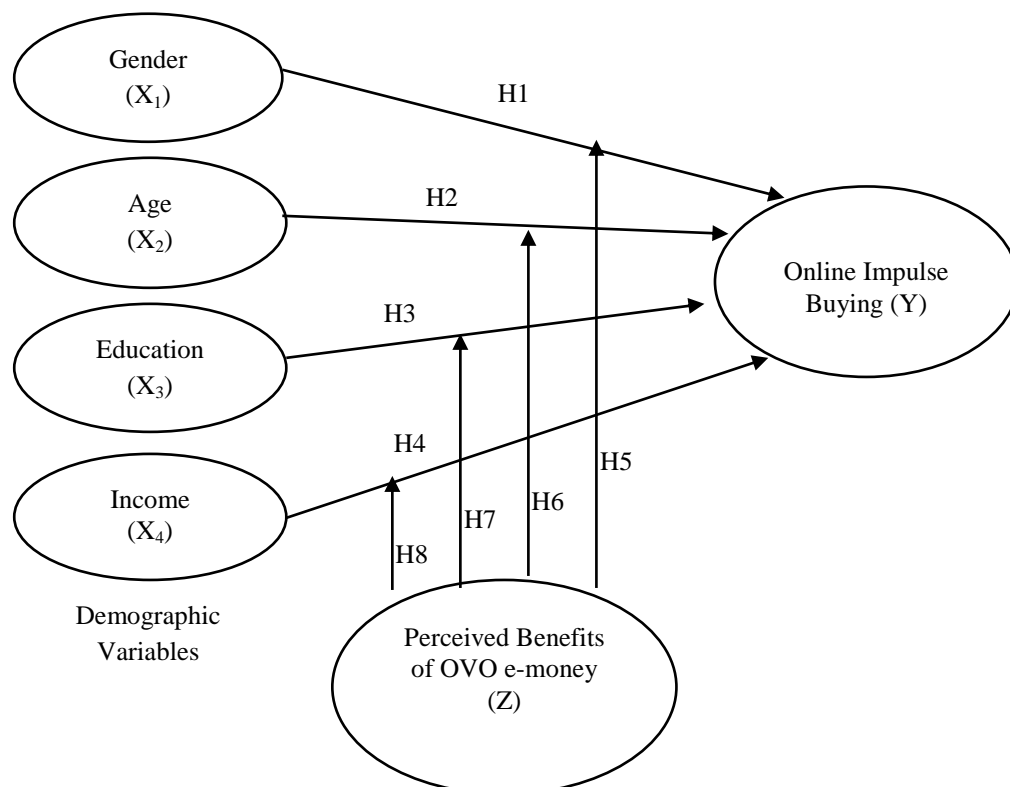 Gender
(X₁)
H1
Age
(X₂)
H2
Online Impulse
Buying (Y)
Education
(X₃)
H3
Income
(X₄)
H4
H5
H6
H7
H8
Demographic
Variables
Perceived Benefits
of OVO e-money
(Z)